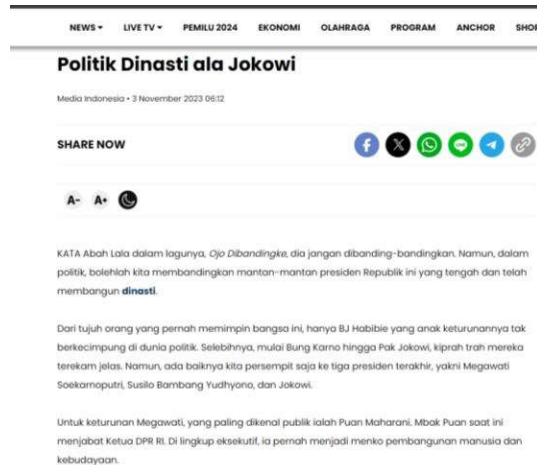 NEWS LIVE TV PEMILU 2024 EKONOMI OLAHRAGA PROGRAM ANCHOR SHOP
Politik Dinasti ala Jokowi
Media Indonesia • 3 November 2023 06:12
SHARE NOW
A- A+
KATA Abah Lala dalam lagunya, Ojo Dibandingke, dia jangan dibanding-bandingkan. Namun, dalam
politik, bolehlah kita membandingkan mantan-mantan presiden Republik ini yang tengah dan telah
membangun dinasti.
Dari tujuh orang yang pernah memimpin bangsa ini, hanya BJ Habibie yang anak keturunannya tak
berkecimpung di dunia politik. Selebihnya, mulai Bung Karno hingga Pak Jokowi, kiprah trah mereka
terekam jelas. Namun, ada baiknya kita persempit saja ke tiga presiden terakhir, yakni Megawati
Soekarnoputri, Susilo Bambang Yudhyono, dan Jokowi.
Untuk keturunan Megawati, yang paling dikenal publik ialah Puan Maharani. Mbak Puan saat ini
menjabat Ketua DPR RI. Di lingkup eksekutif, ia pernah menjadi menko pembangunan manusia dan
kebudayaan.